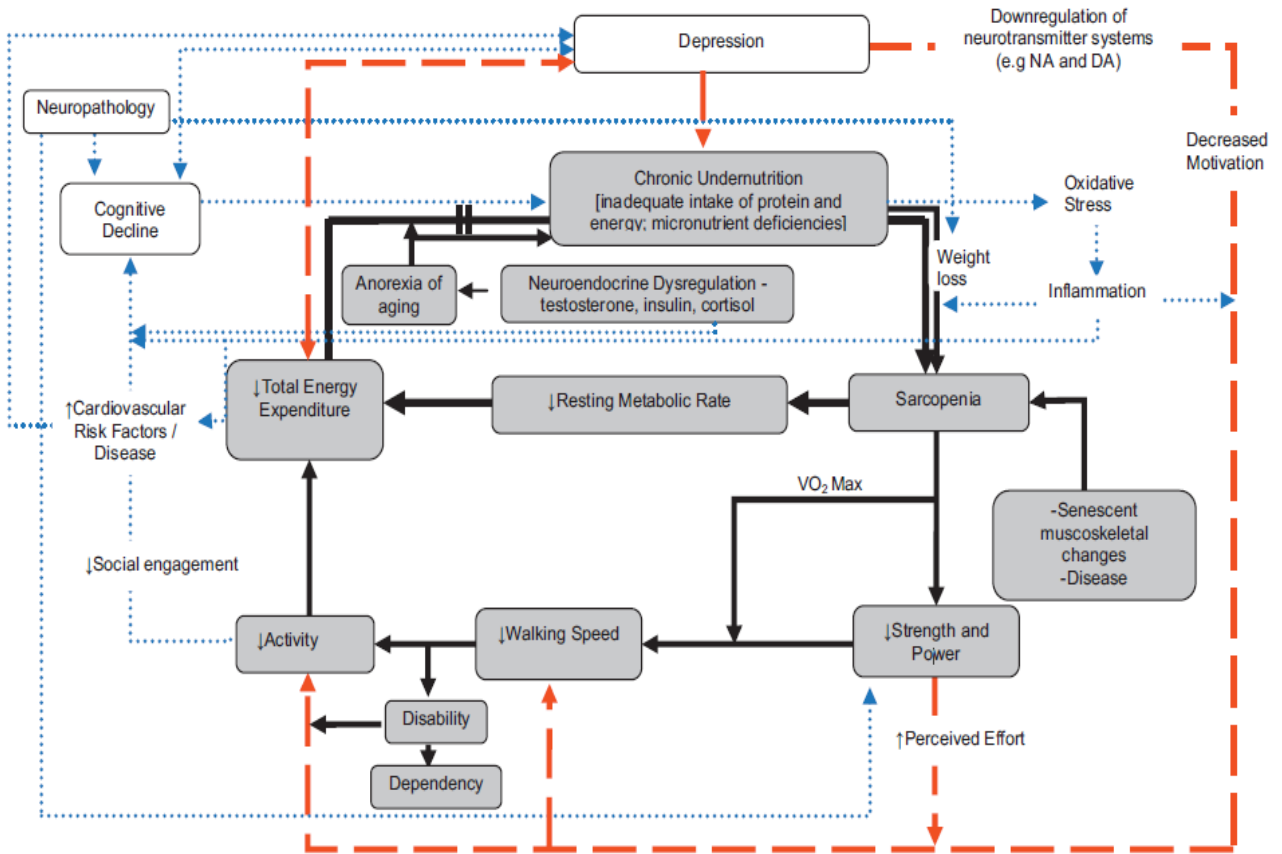 Depression
Downregulation of
neurotransmitter systems
(e.g NA and DA)
Neuropathology
Decreased
Motivation
Chronic Undernutrition
[inadequate intake of protein and
energy; micronutrient deficiencies]
Oxidative
Stress
Cognitive
Decline
Weight
loss
Anorexia of
aging
Neuroendocrine Dysregulation -
testosterone, insulin, cortisol
Inflammation
↓Total Energy
Expenditure
↓Resting Metabolic Rate
Sarcopenia
↑Cardiovascular
Risk Factors /
Disease
VO₂ Max
-Senescent
muscoskeletal
changes
-Disease
↓Social engagement
↓Activity
↓Walking Speed
↓Strength and
Power
Disability
↑Perceived Effort
Dependency